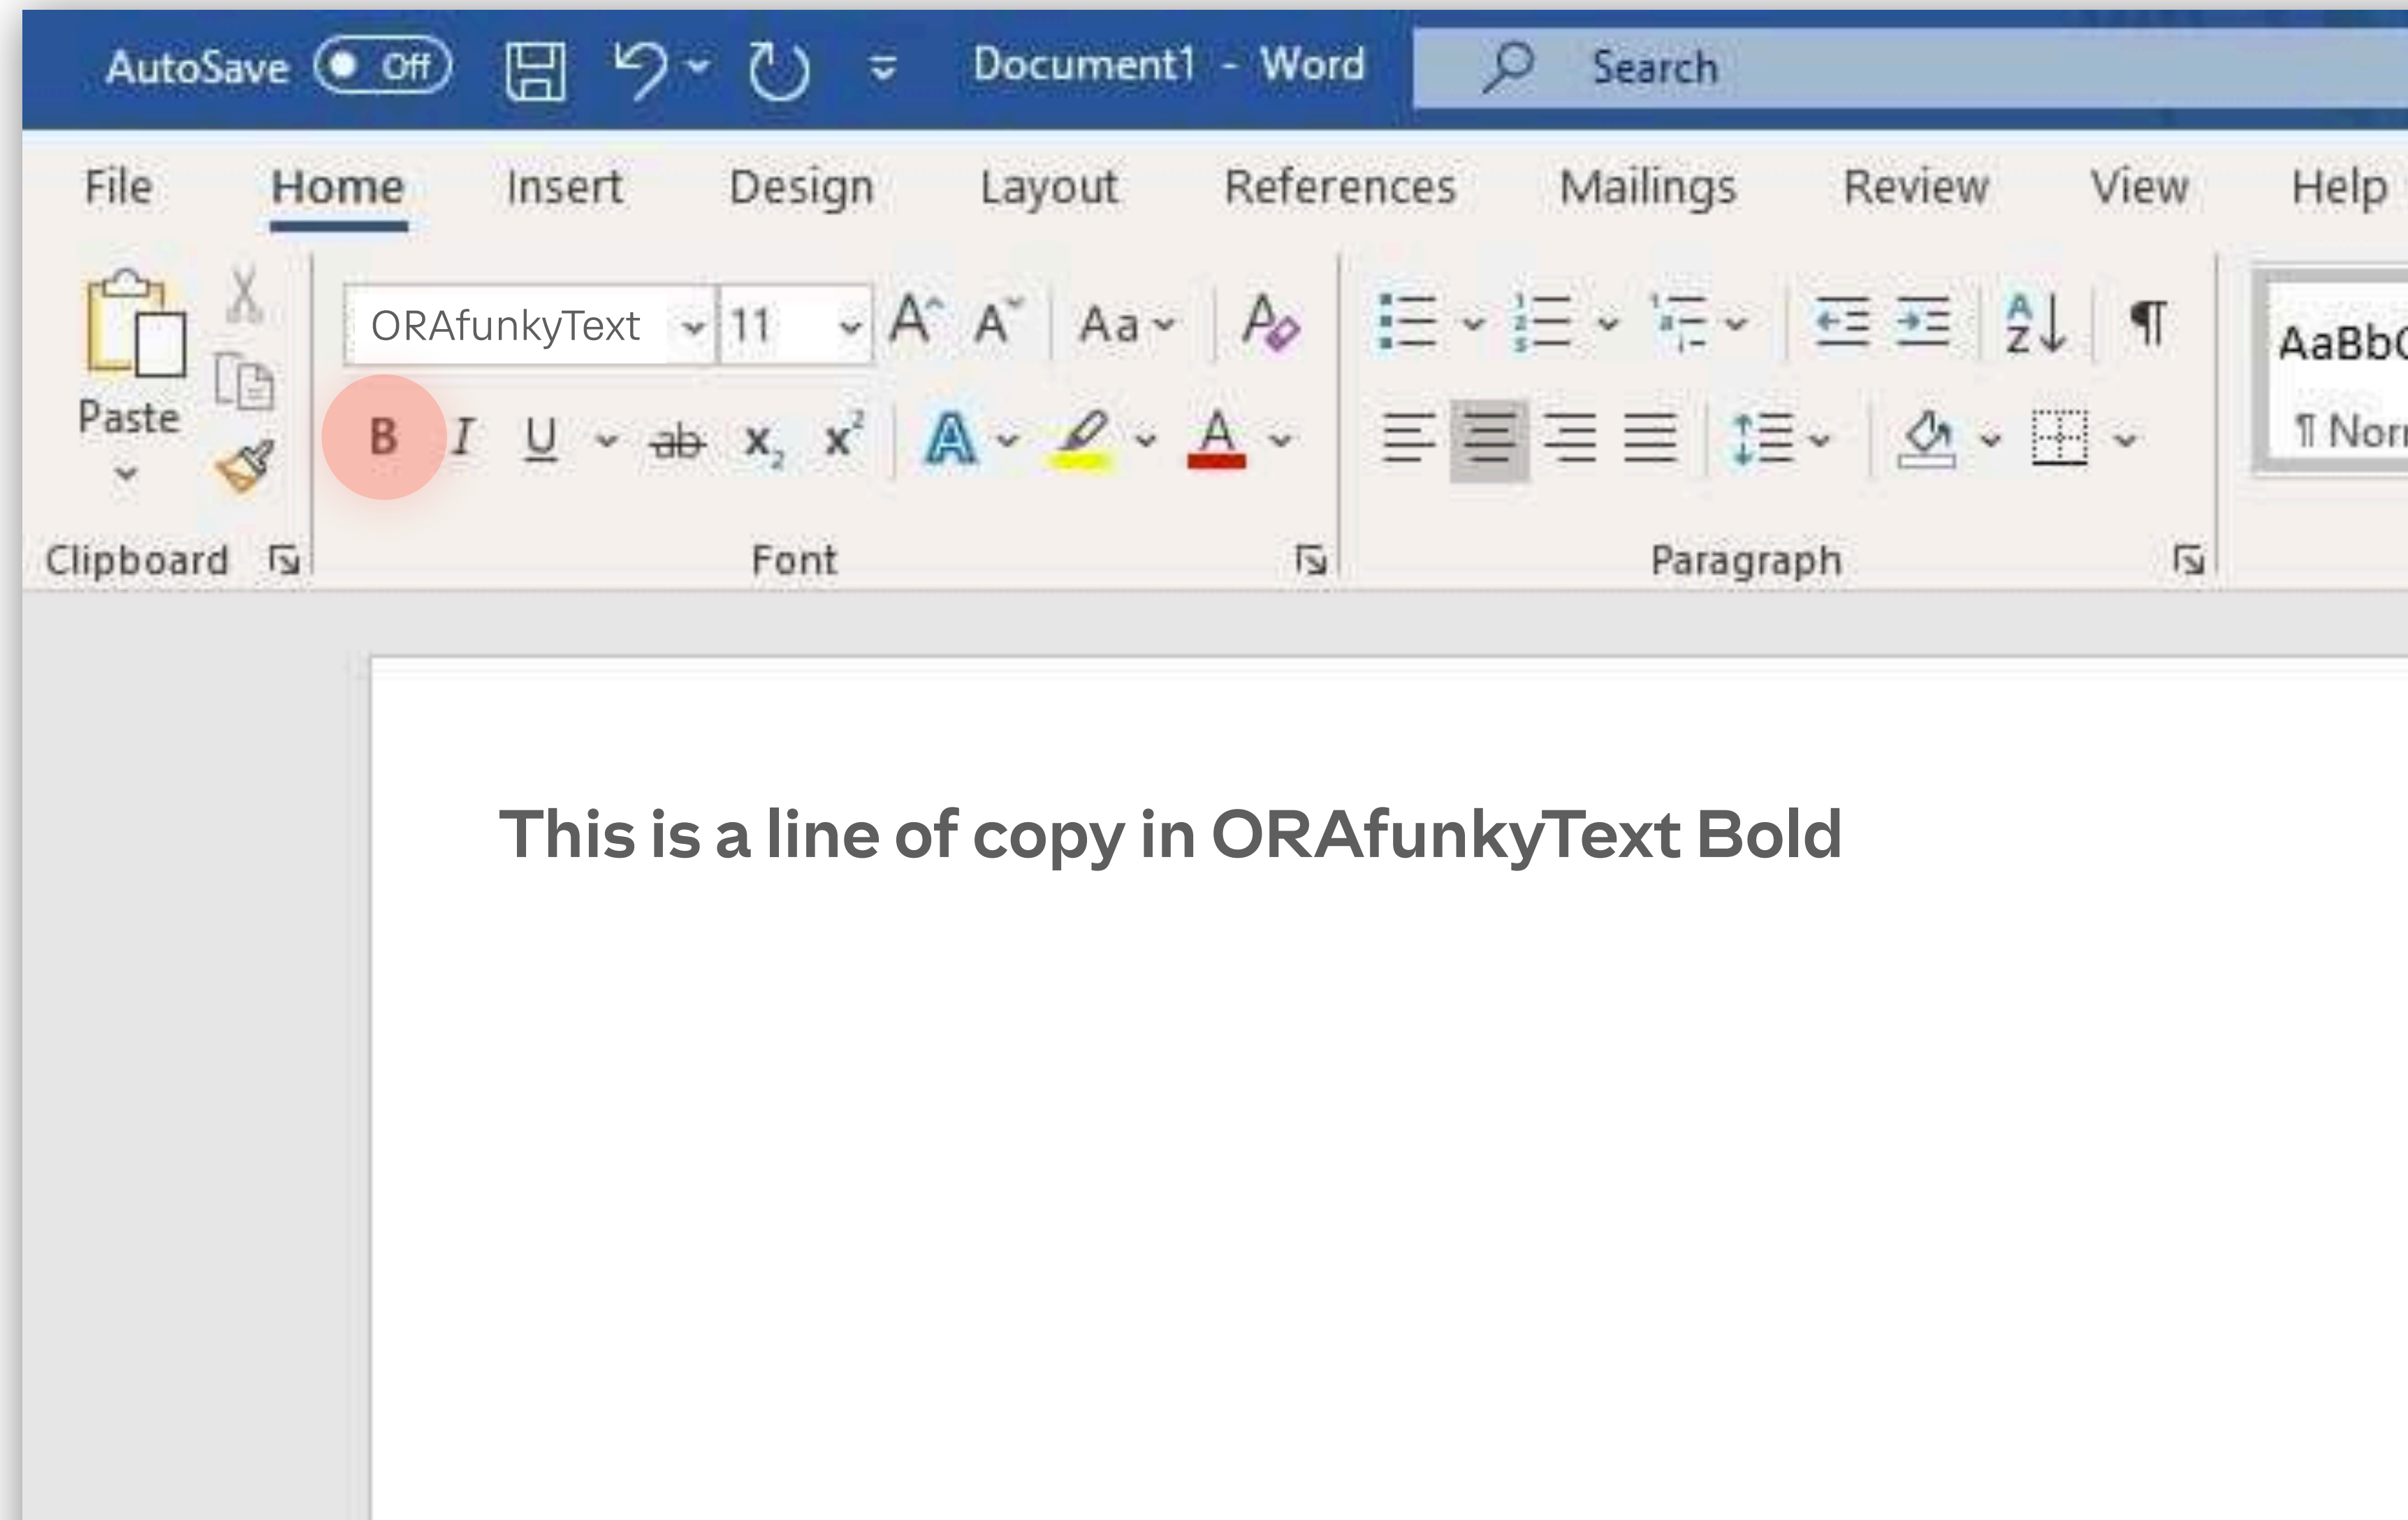 AutoSave Off Document1 - Word Search
File Home Insert Design Layout References Mailings Review View Help
ORAfunkyText 11 Aa AaBbC
Paste B I U ab x₂ x² A A ¶ Nor
Clipboard Font Paragraph
This is a line of copy in ORAfunkyText Bold